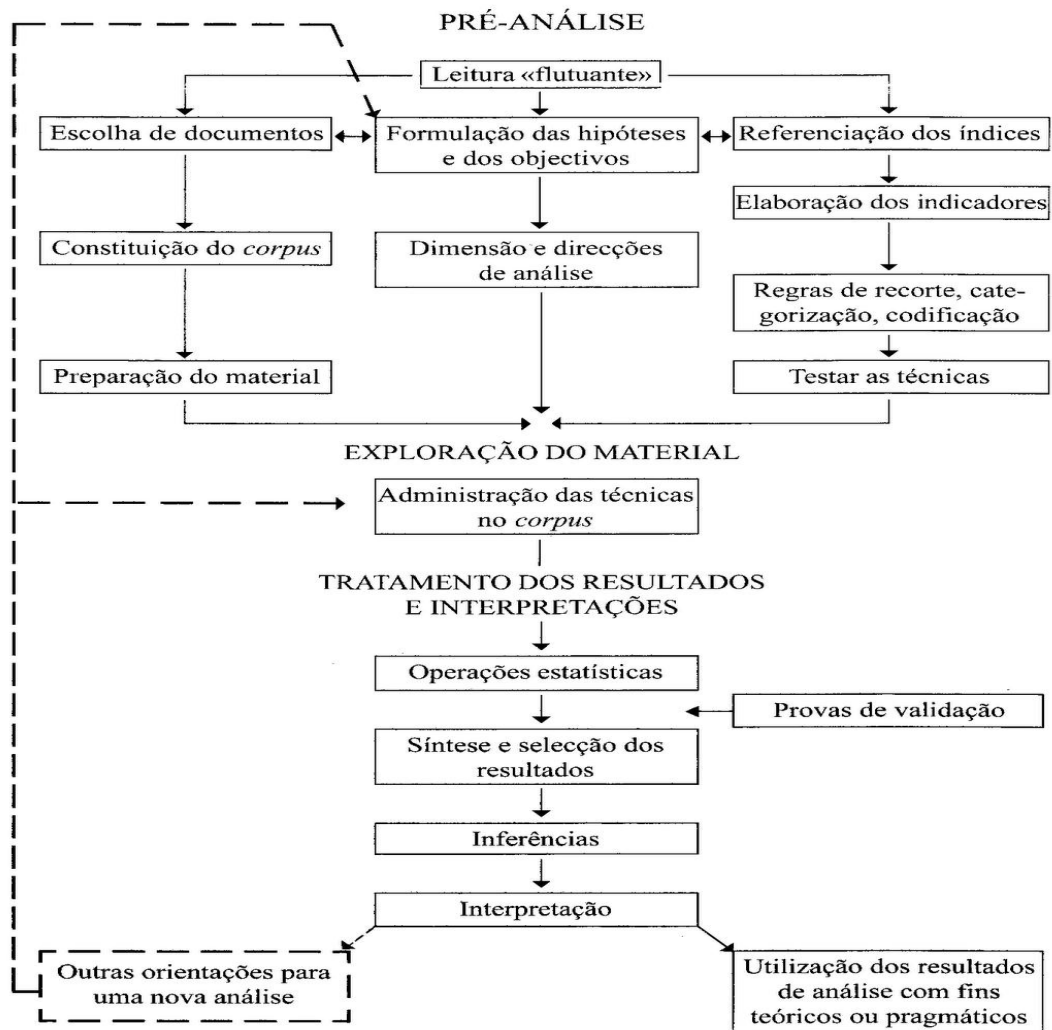 PRÉ-ANÁLISE
Leitura «flutuante»
Escolha de documentos
Formulação das hipóteses
e dos objectivos
Referenciação dos índices
Elaboração dos indicadores
Constituição do corpus
Dimensão e direcções
de análise
Regras de recorte, cate-
gorização, codificação
Preparação do material
Testar as técnicas
EXPLORAÇÃO DO MATERIAL
Administração das técnicas
no corpus
TRATAMENTO DOS RESULTADOS
E INTERPRETAÇÕES
Operações estatísticas
Provas de validação
Síntese e selecção dos
resultados
Inferências
Interpretação
Outras orientações para
uma nova análise
Utilização dos resultados
de análise com fins
teóricos ou pragmáticos